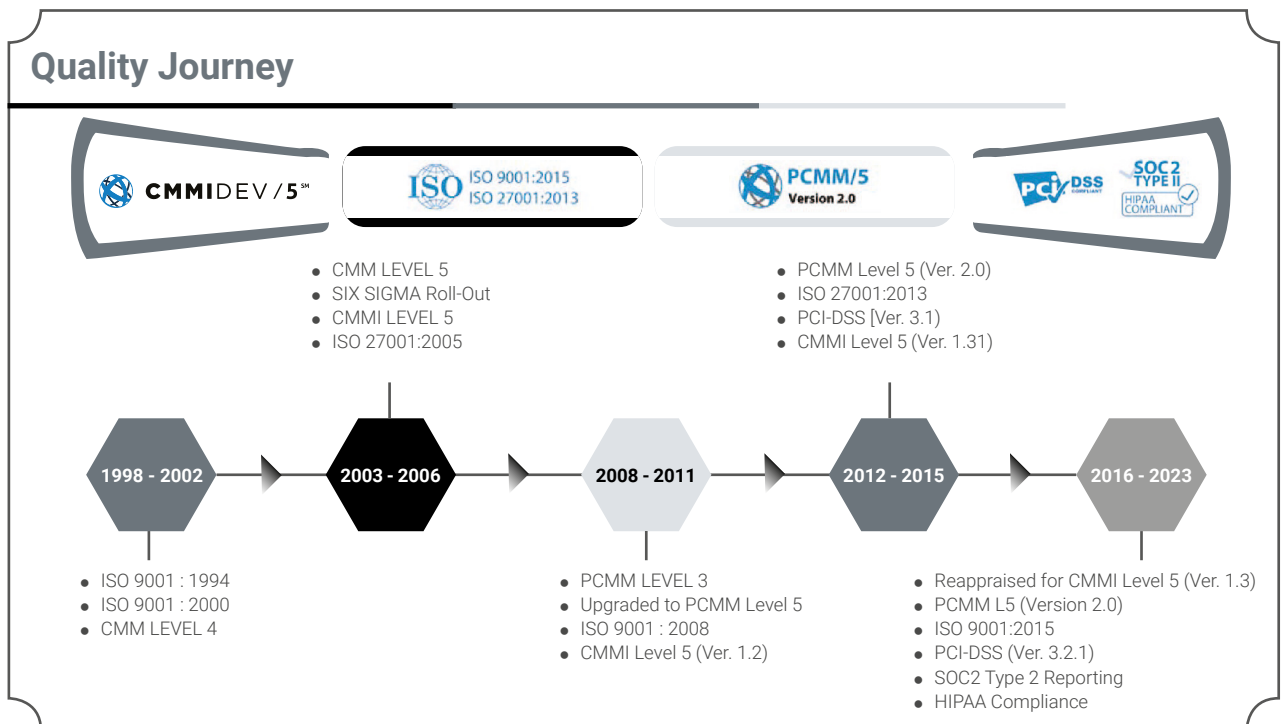 Quality Journey
CMMIDEV/5℠
ISO
ISO 9001:2015
ISO 27001:2013
PCMM/5
Version 2.0
PCi DSS
COMPLIANT
SOC 2
TYPE II
HIPAA
COMPLIANT
● CMM LEVEL 5
● SIX SIGMA Roll-Out
● CMMI LEVEL 5
● ISO 27001:2005
● PCMM Level 5 (Ver. 2.0)
● ISO 27001:2013
● PCI-DSS [Ver. 3.1)
● CMMI Level 5 (Ver. 1.31)
1998 - 2002
2003 - 2006
2008 - 2011
2012 - 2015
2016 - 2023
● ISO 9001 : 1994
● ISO 9001 : 2000
● CMM LEVEL 4
● PCMM LEVEL 3
● Upgraded to PCMM Level 5
● ISO 9001 : 2008
● CMMI Level 5 (Ver. 1.2)
● Reappraised for CMMI Level 5 (Ver. 1.3)
● PCMM L5 (Version 2.0)
● ISO 9001:2015
● PCI-DSS (Ver. 3.2.1)
● SOC2 Type 2 Reporting
● HIPAA Compliance